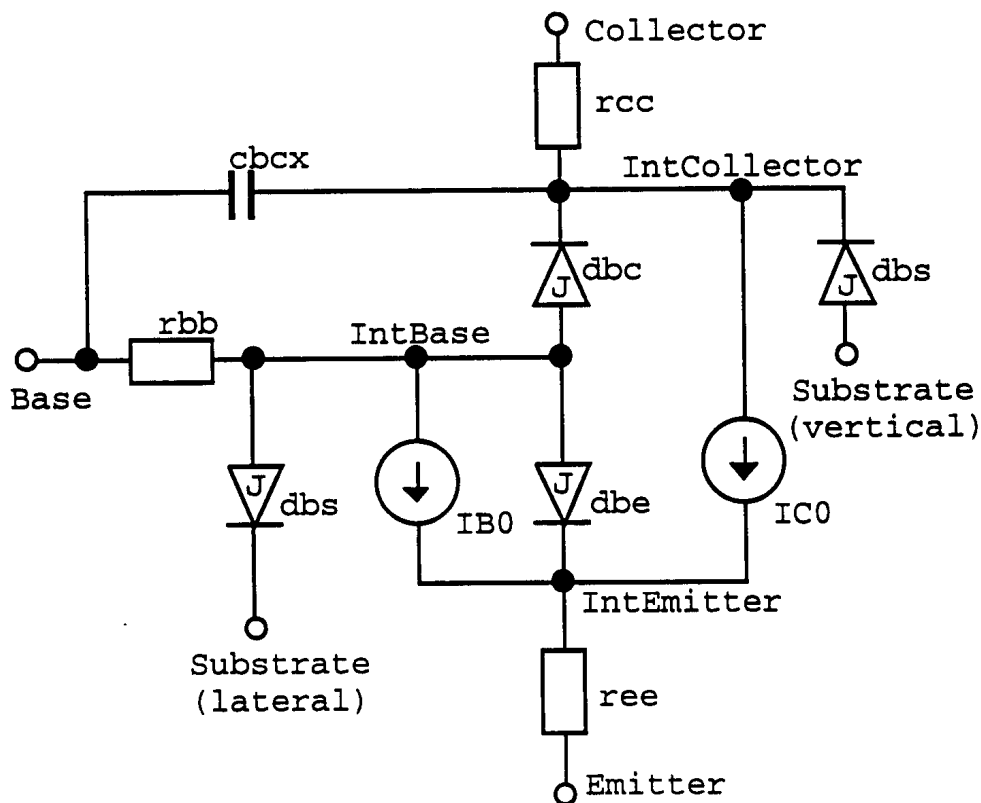 Collector
rcc
cbcx
IntCollector
J
dbc
J
dbs
rbb
IntBase
Base
Substrate
(vertical)
J
dbs
IB0
J
dbe
IC0
IntEmitter
Substrate
(lateral)
ree
Emitter